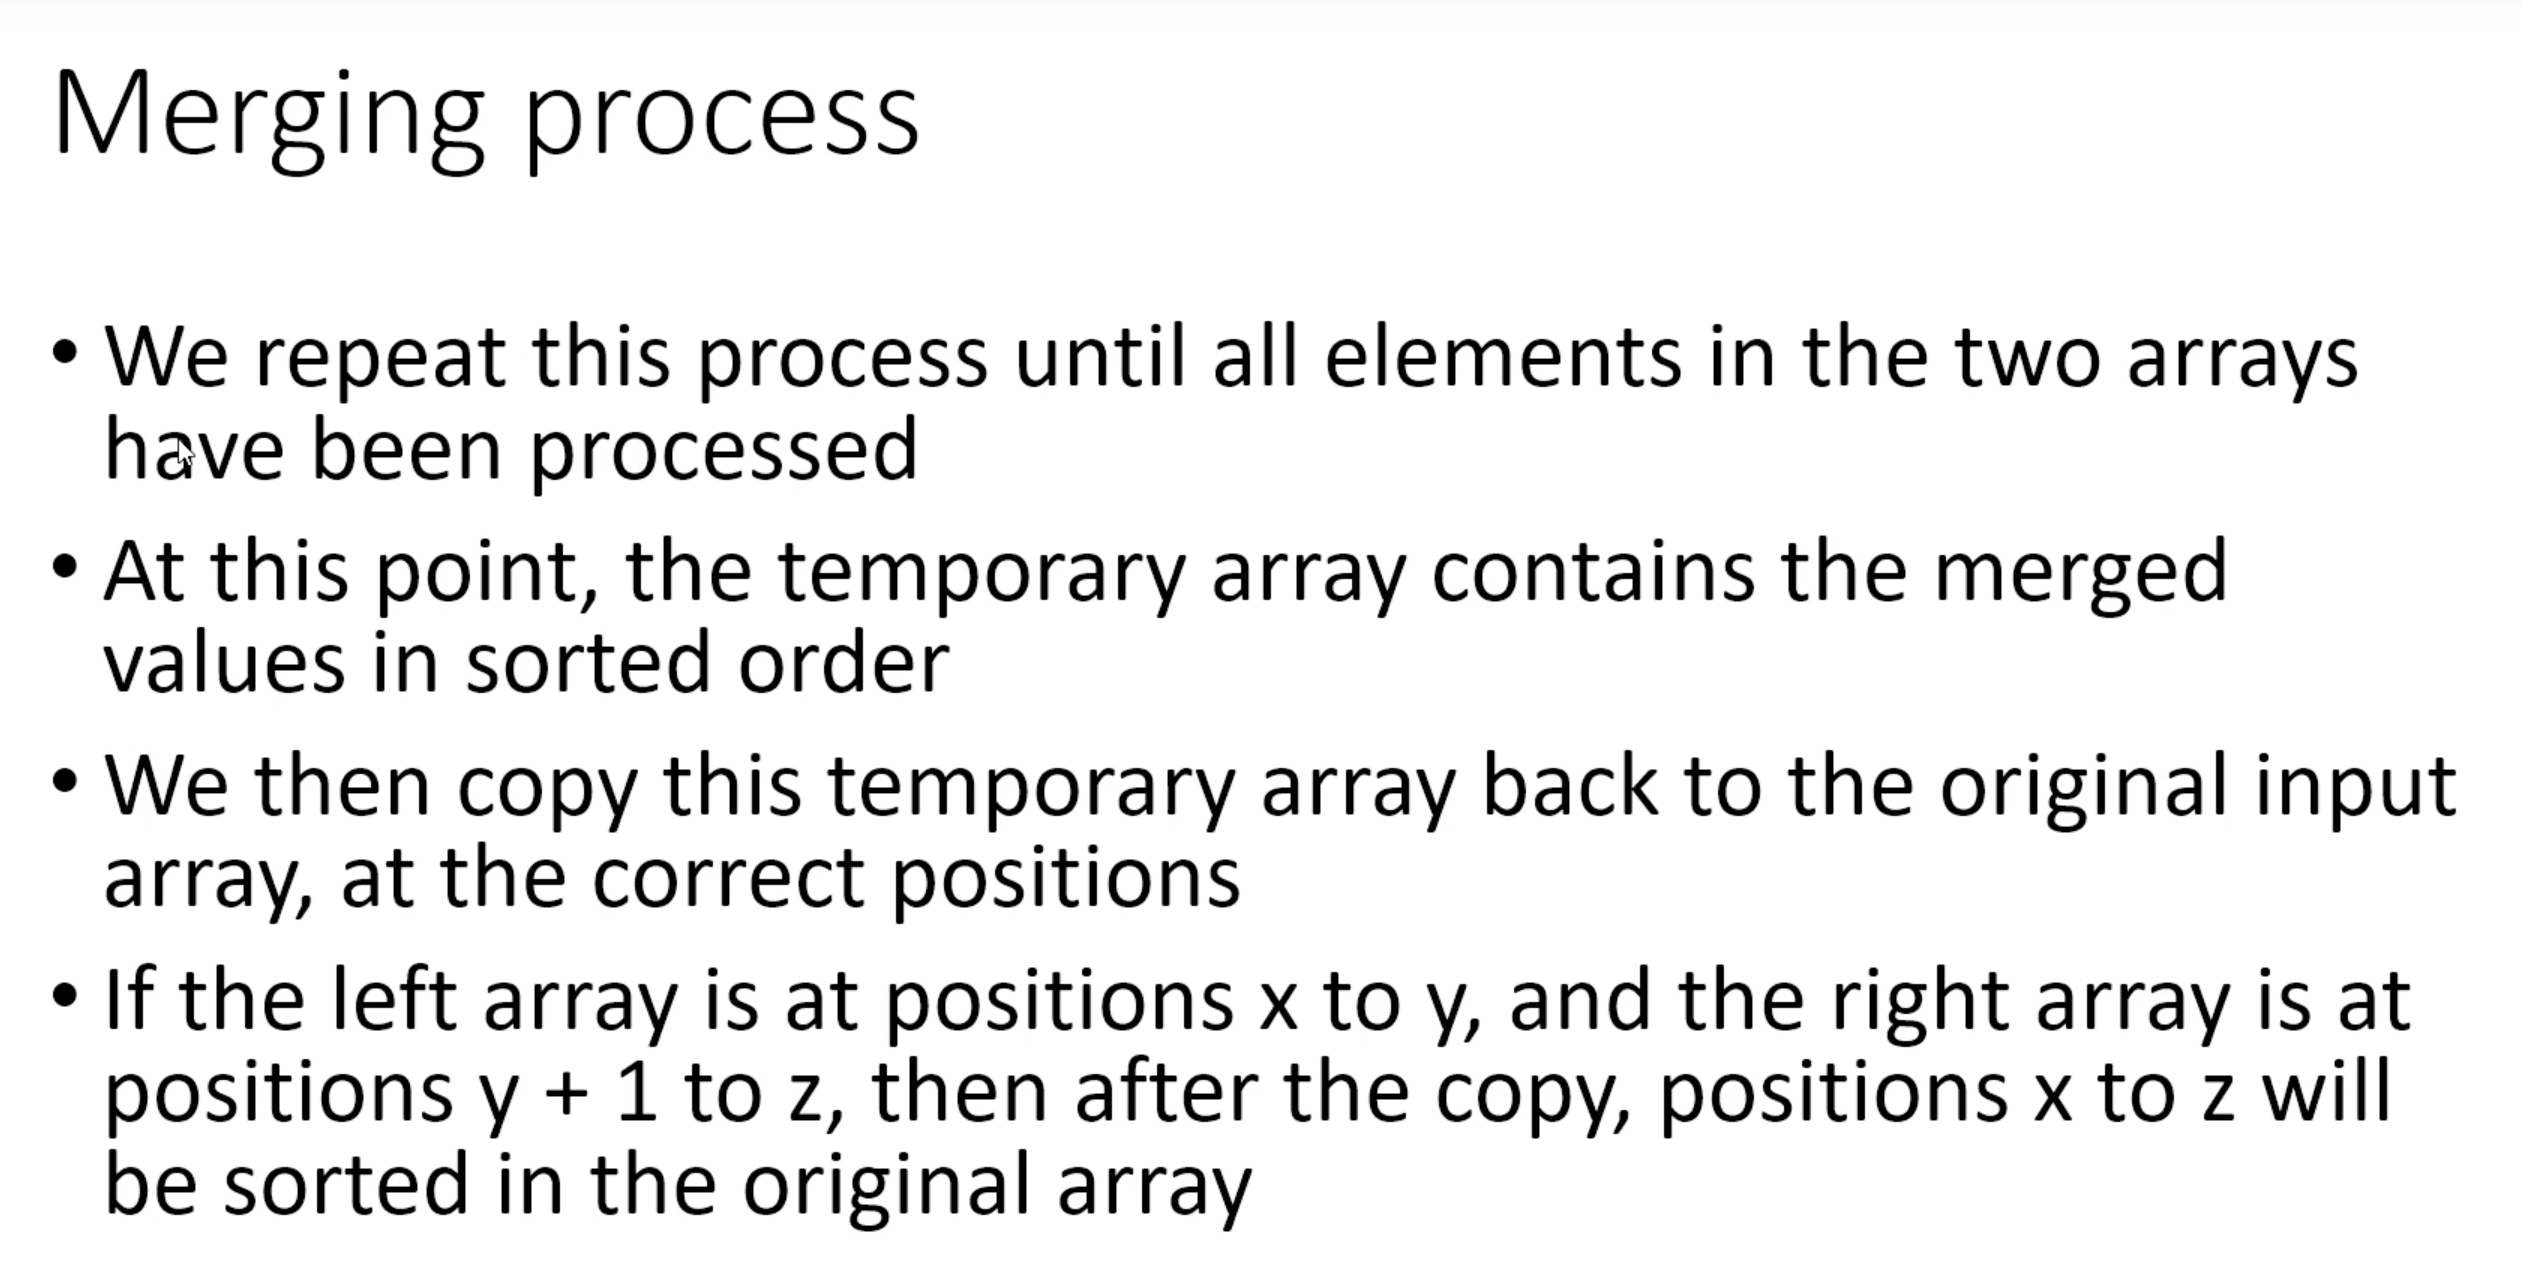 Merging process
• We repeat this process until all elements in the two arrays
have been processed
• At this point, the temporary array contains the merged
values in sorted order
• We then copy this temporary array back to the original input
array, at the correct positions
• If the left array is at positions x to y, and the right array is at
positions y + 1 to z, then after the copy, positions x to z will
be sorted in the original array